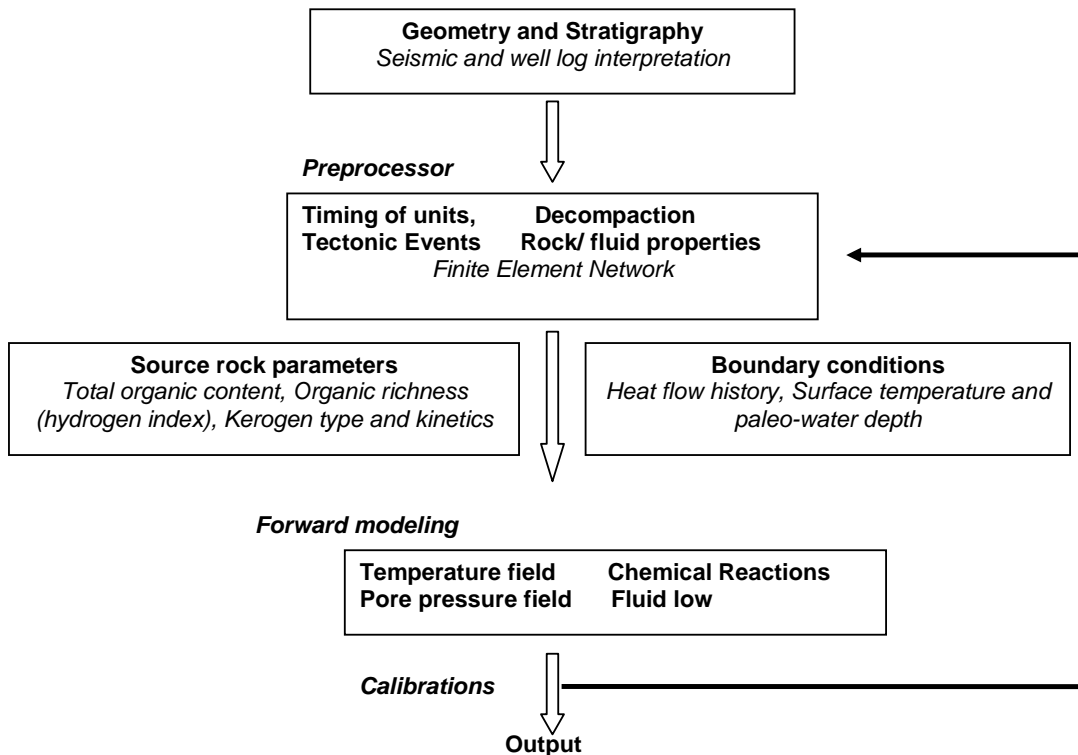 Geometry and Stratigraphy
Seismic and well log interpretation
Preprocessor
Timing of units, Decompaction
Tectonic Events Rock/ fluid properties
Finite Element Network
Source rock parameters
Total organic content, Organic richness
(hydrogen index), Kerogen type and kinetics
Boundary conditions
Heat flow history, Surface temperature and
paleo-water depth
Forward modeling
Temperature field Chemical Reactions
Pore pressure field Fluid low
Calibrations
Output